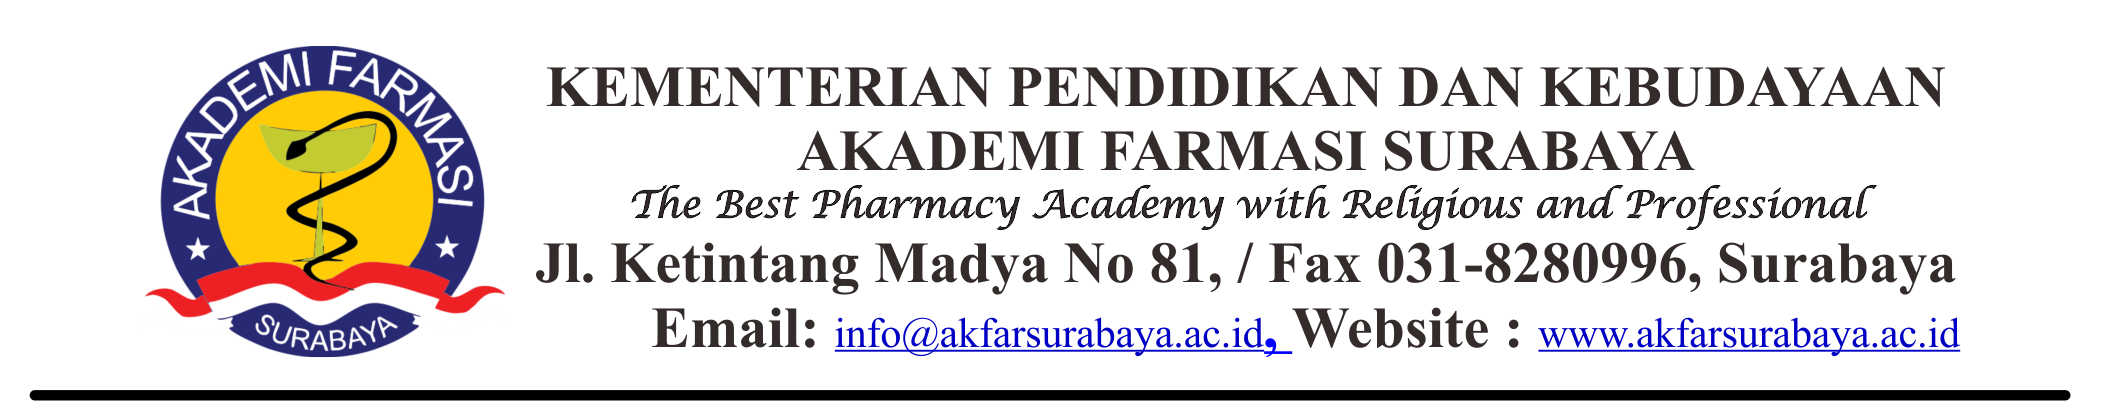 AKADEMI FARMASI
SURABAYA
KEMENTERIAN PENDIDIKAN DAN KEBUDAYAAN
AKADEMI FARMASI SURABAYA
The Best Pharmacy Academy with Religious and Professional
Jl. Ketintang Madya No 81, / Fax 031-8280996, Surabaya
Email: info@akfarsurabaya.ac.id, Website : www.akfarsurabaya.ac.id